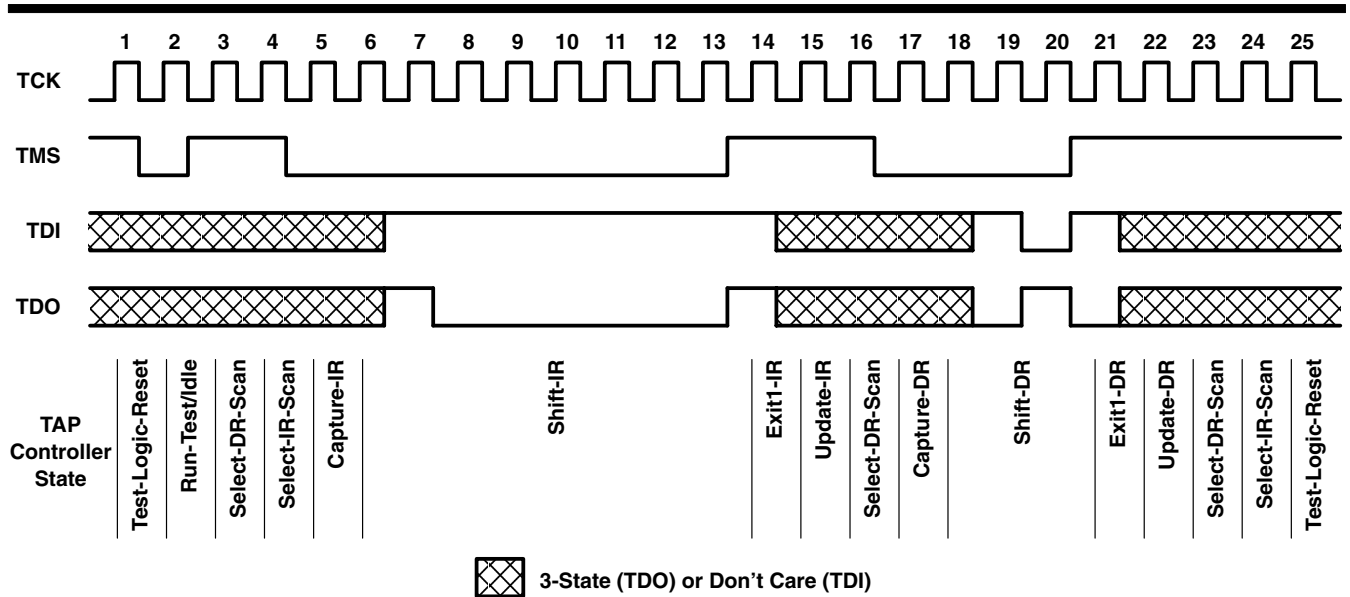 1 2 3 4 5 6 7 8 9 10 11 12 13 14 15 16 17 18 19 20 21 22 23 24 25
TCK
TMS
TDI
TDO
TAP
Controller
State
Test-Logic-Reset
Run-Test/Idle
Select-DR-Scan
Select-IR-Scan
Capture-IR
Shift-IR
Exit1-IR
Update-IR
Select-DR-Scan
Capture-DR
Shift-DR
Exit1-DR
Update-DR
Select-DR-Scan
Select-IR-Scan
Test-Logic-Reset
3-State (TDO) or Don't Care (TDI)